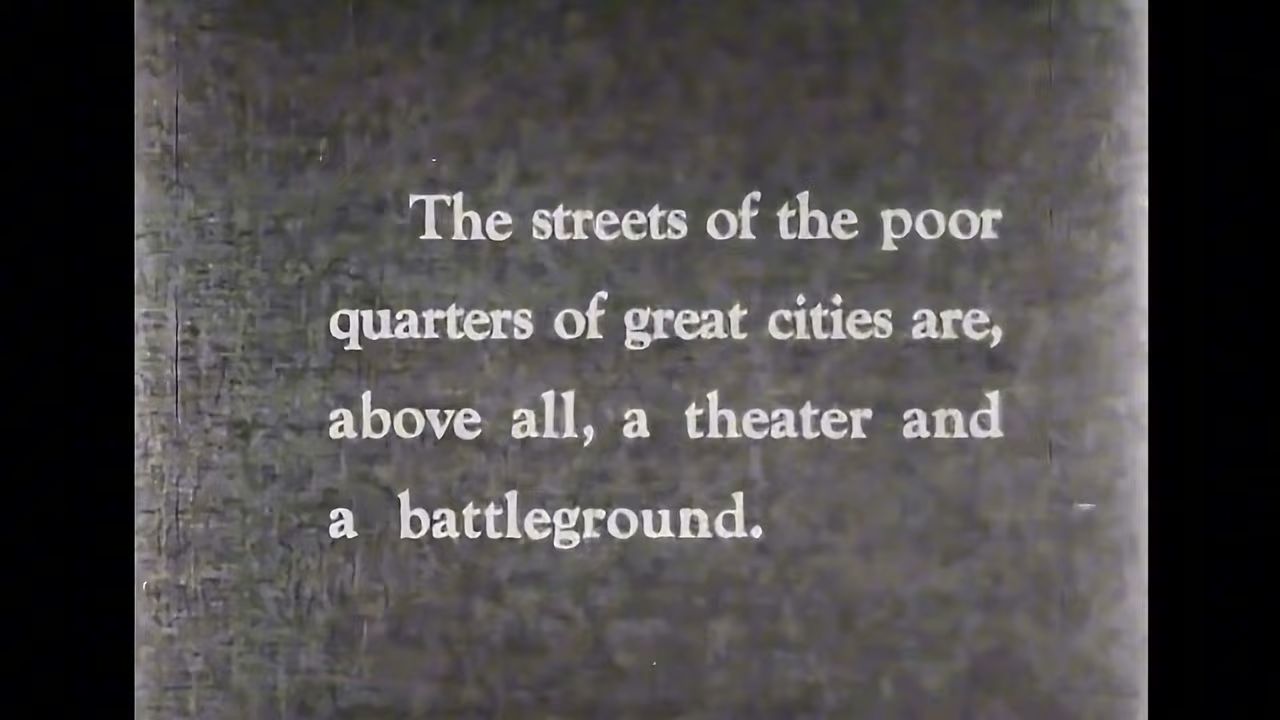 The streets of the poor
quarters of great cities are,
above all, a theater and
a battleground.